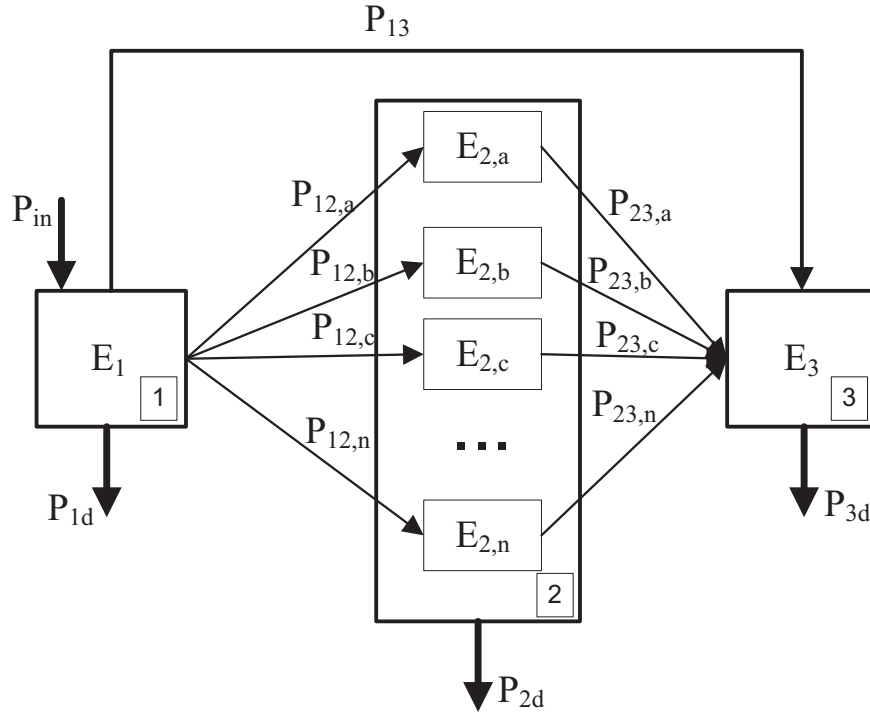 P13
E2,a
P12,a
P23,a
Pin
P12,b
E2,b
P23,b
E1
1
P12,c
E2,c
P23,c
E3
3
P12,n
...
P23,n
P1d
E2,n
P3d
2
P2d